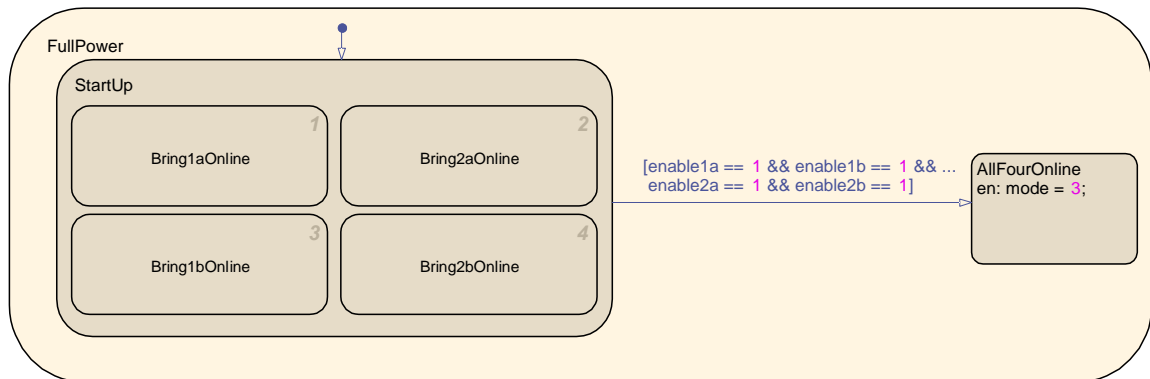 FullPower
StartUp
1
Bring1aOnline
2
Bring2aOnline
3
Bring1bOnline
4
Bring2bOnline
[enable1a == 1 && enable1b == 1 && ...
enable2a == 1 && enable2b == 1]
AllFourOnline
en: mode = 3;